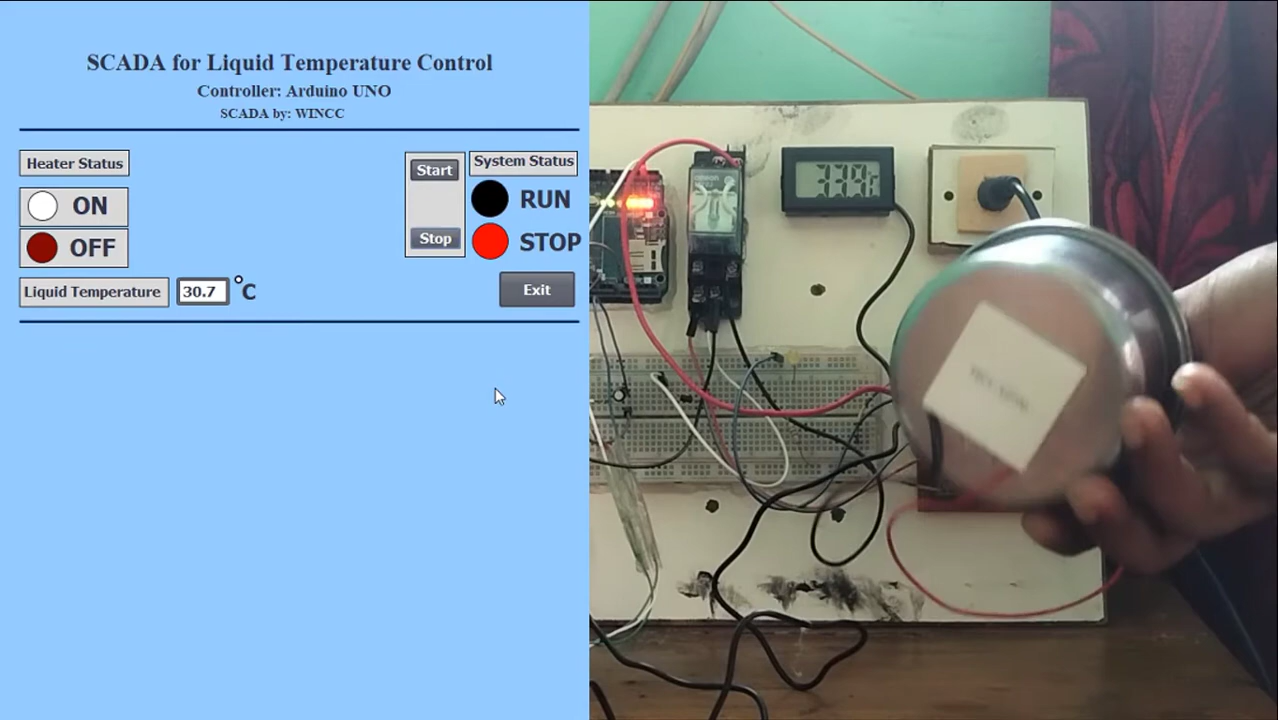 SCADA for Liquid Temperature Control
Controller: Arduino UNO
SCADA by: WINCC
Heater Status
ON
OFF
Liquid Temperature
30.7
°C
Start
Stop
System Status
RUN
STOP
Exit